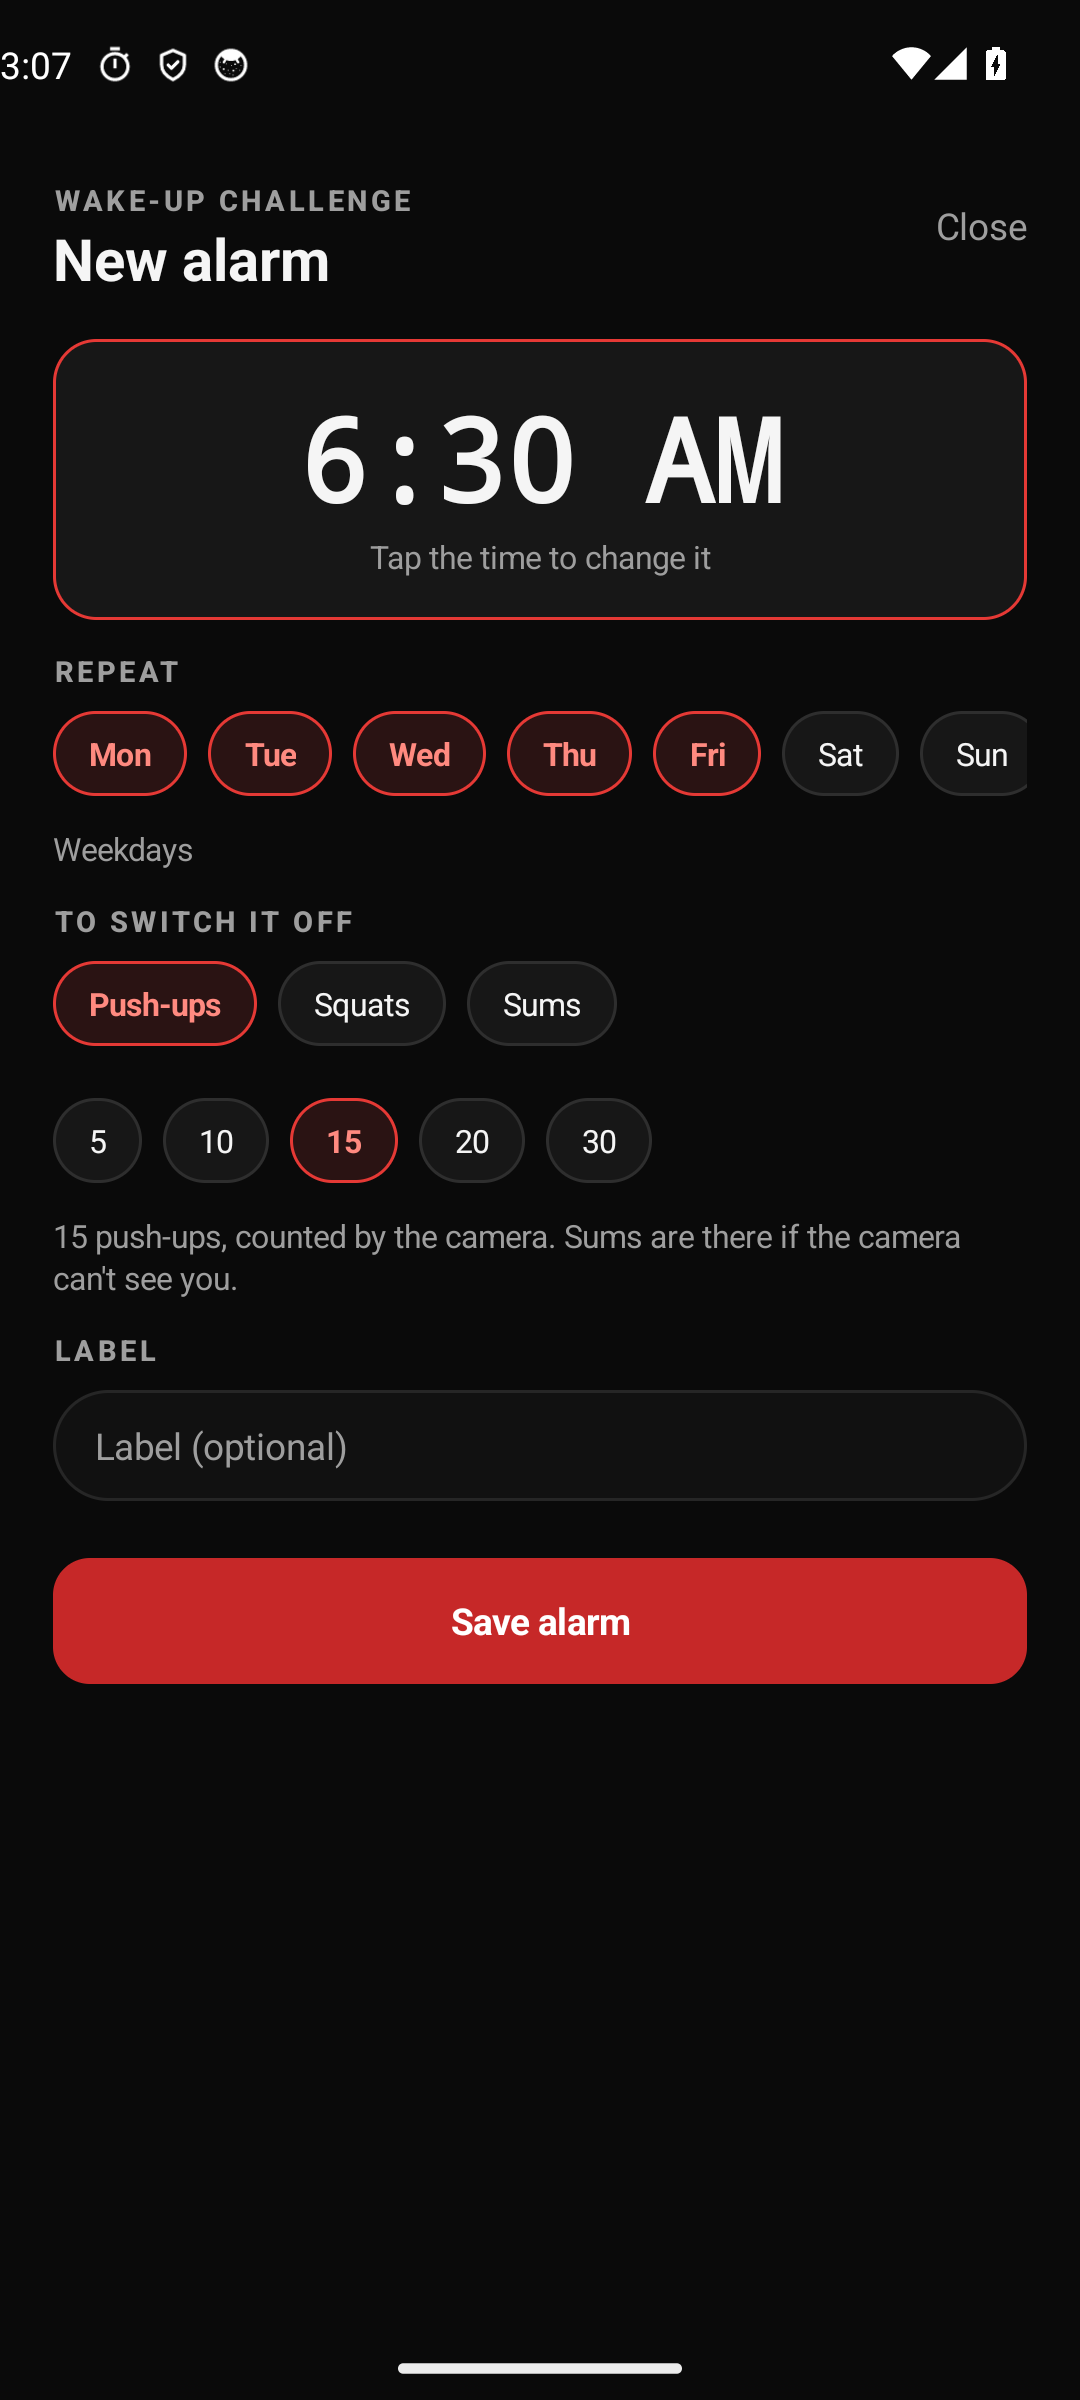 3:07
WAKE-UP CHALLENGE
New alarm
Close
6:30 AM
Tap the time to change it
REPEAT
Mon Tue Wed Thu Fri Sat Sun
Weekdays
TO SWITCH IT OFF
Push-ups Squats Sums
5 10 15 20 30
15 push-ups, counted by the camera. Sums are there if the camera
can't see you.
LABEL
Label (optional)
Save alarm